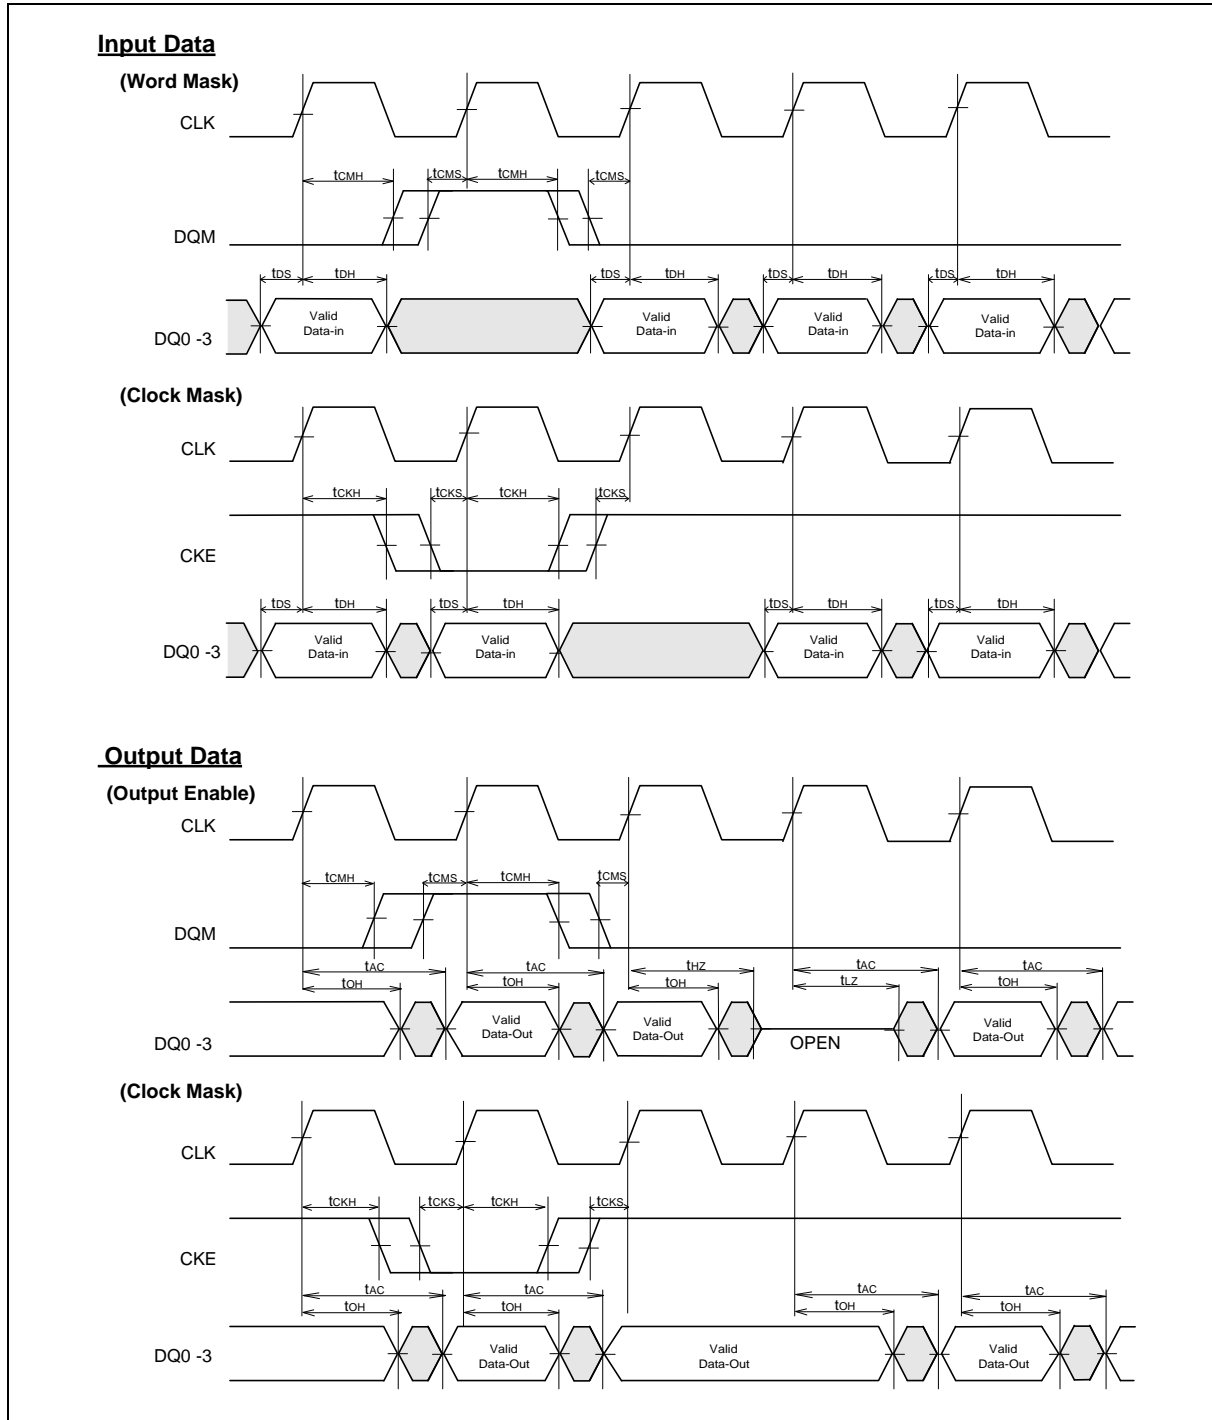 Input Data
(Word Mask)
CLK
tCMH tCMS tCMH tCMS
DQM
tDS tDH tDS tDH tDS tDH tDS tDH
Valid Data-in Valid Data-in Valid Data-in Valid Data-in
DQ0 -3
(Clock Mask)
CLK
tCKH tCKS tCKH tCKS
CKE
tDS tDH tDS tDH tDS tDH tDS tDH
Valid Data-in Valid Data-in Valid Data-in Valid Data-in
DQ0 -3
Output Data
(Output Enable)
CLK
tCMH tCMS tCMH tCMS
DQM
tAC tAC tHZ tAC tAC
tOH tOH tOH tLZ tOH
Valid Data-Out Valid Data-Out Valid Data-Out
DQ0 -3 OPEN
(Clock Mask)
CLK
tCKH tCKS tCKH tCKS
CKE
tAC tAC tAC tAC
tOH tOH tOH tOH
Valid Data-Out Valid Data-Out Valid Data-Out
DQ0 -3